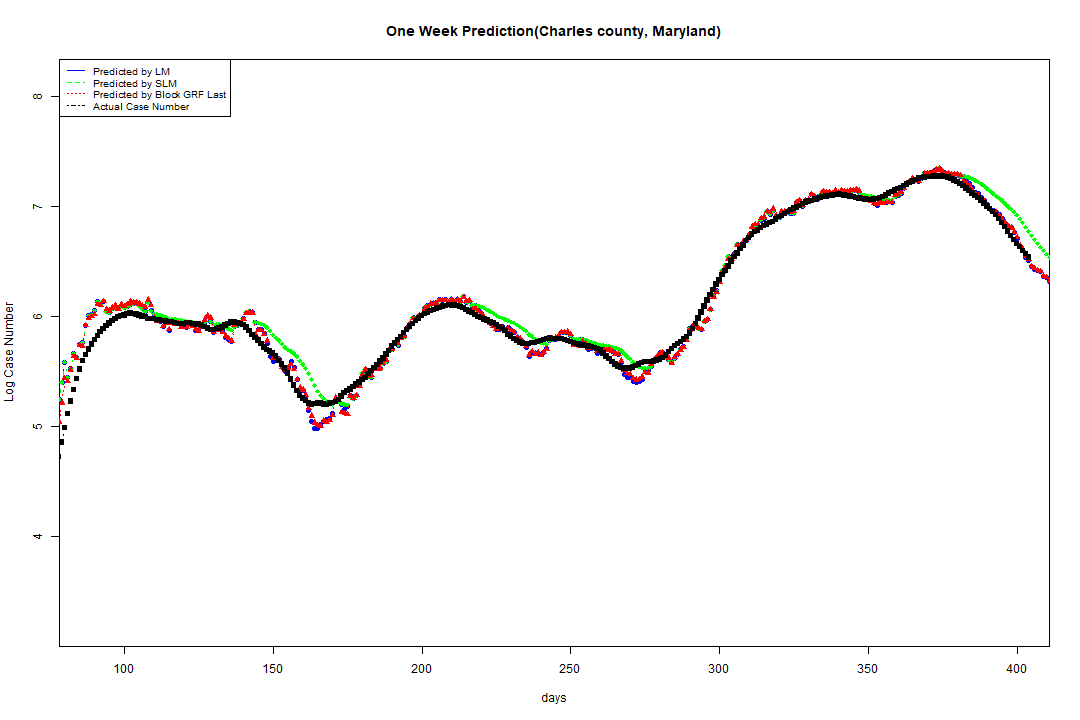 One Week Prediction(Charles county, Maryland)
Predicted by LM
Predicted by SLM
Predicted by Block GRF Last
Actual Case Number
8
7
6
5
4
Log Case Number
100 150 200 250 300 350 400
days